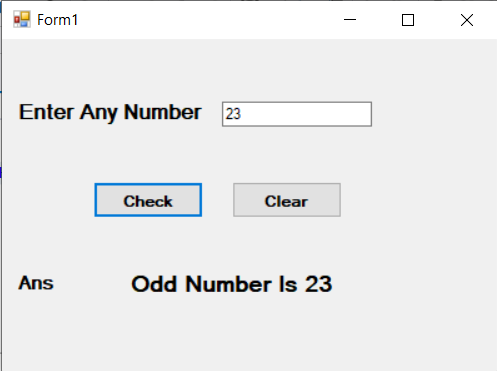 Form1
Enter Any Number 23
Check Clear
Ans Odd Number Is 23